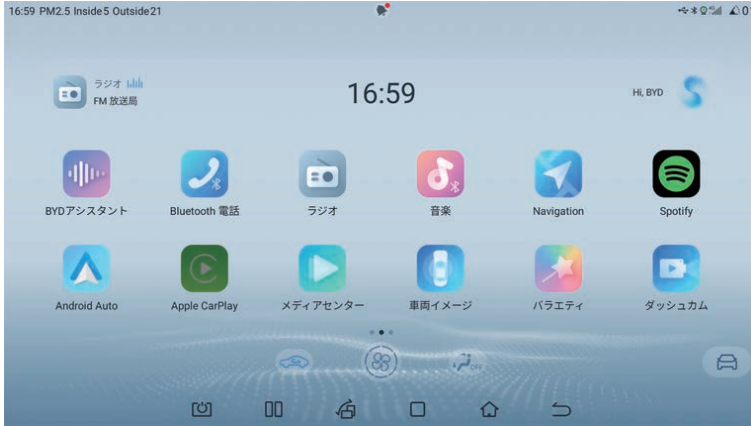 16:59 PM2.5 Inside5 Outside21
0
ラジオ
FM 放送局
16:59
Hi, BYD
BYDアシスタント
Bluetooth 電話
ラジオ
音楽
Navigation
Spotify
Android Auto
Apple CarPlay
メディアセンター
車両イメージ
バラエティ
ダッシュカム
OFF